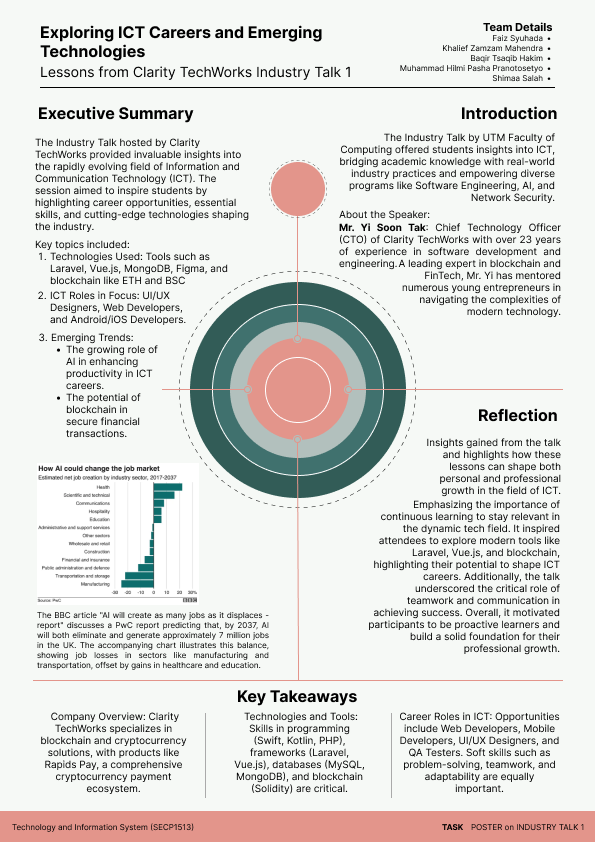 Exploring ICT Careers and Emerging
Technologies
Lessons from Clarity TechWorks Industry Talk 1
Team Details
Faiz Syuhada •
Khalief Zamzam Mahendra •
Baqir Tsaqib Hakim •
Muhammad Hilmi Pasha Pranotosetyo •
Shimaa Salah •
Executive Summary
The Industry Talk hosted by Clarity
TechWorks provided invaluable insights into
the rapidly evolving field of Information and
Communication Technology (ICT). The
session aimed to inspire students by
highlighting career opportunities, essential
skills, and cutting-edge technologies shaping
the industry.
Key topics included:
1. Technologies Used: Tools such as
Laravel, Vue.js, MongoDB, Figma, and
blockchain like ETH and BSC
2. ICT Roles in Focus: UI/UX
Designers, Web Developers,
and Android/iOS Developers.
3. Emerging Trends:
• The growing role of
AI in enhancing
productivity in ICT
careers.
• The potential of
blockchain in
secure financial
transactions.
Introduction
The Industry Talk by UTM Faculty of
Computing offered students insights into ICT,
bridging academic knowledge with real-world
industry practices and empowering diverse
programs like Software Engineering, AI, and
Network Security.
About the Speaker:
Mr. Yi Soon Tak: Chief Technology Officer
(CTO) of Clarity TechWorks with over 23 years
of experience in software development and
engineering. A leading expert in blockchain and
FinTech, Mr. Yi has mentored
numerous young entrepreneurs in
navigating the complexities of
modern technology.
Reflection
Insights gained from the talk
and highlights how these
lessons can shape both
personal and professional
growth in the field of ICT.
Emphasizing the importance of
continuous learning to stay relevant in
the dynamic tech field. It inspired
attendees to explore modern tools like
Laravel, Vue.js, and blockchain,
highlighting their potential to shape ICT
careers. Additionally, the talk
underscored the critical role of
teamwork and communication in
achieving success. Overall, it motivated
participants to be proactive learners and
build a solid foundation for their
professional growth.
How AI could change the job market
Estimated net job creation by industry sector, 2017-2037
Health
Scientific and technical
Communications
Hospitality
Education
Administrative and support services
Other sectors
Wholesale and retail
Construction
Financial and insurance
Public administration and defence
Transportation and storage
Manufacturing
-20 -10 0 10 20 30%
Source: PwC
BBC
The BBC article "AI will create as many jobs as it displaces -
report" discusses a PwC report predicting that, by 2037, AI
will both eliminate and generate approximately 7 million jobs
in the UK. The accompanying chart illustrates this balance,
showing job losses in sectors like manufacturing and
transportation, offset by gains in healthcare and education.
Key Takeaways
Company Overview: Clarity
TechWorks specializes in
blockchain and cryptocurrency
solutions, with products like
Rapids Pay, a comprehensive
cryptocurrency payment
ecosystem.
Technologies and Tools:
Skills in programming
(Swift, Kotlin, PHP),
frameworks (Laravel,
Vue.js), databases (MySQL,
MongoDB), and blockchain
(Solidity) are critical.
Career Roles in ICT: Opportunities
include Web Developers, Mobile
Developers, UI/UX Designers, and
QA Testers. Soft skills such as
problem-solving, teamwork, and
adaptability are equally
important.
Technology and Information System (SECP1513)
TASK POSTER on INDUSTRY TALK 1